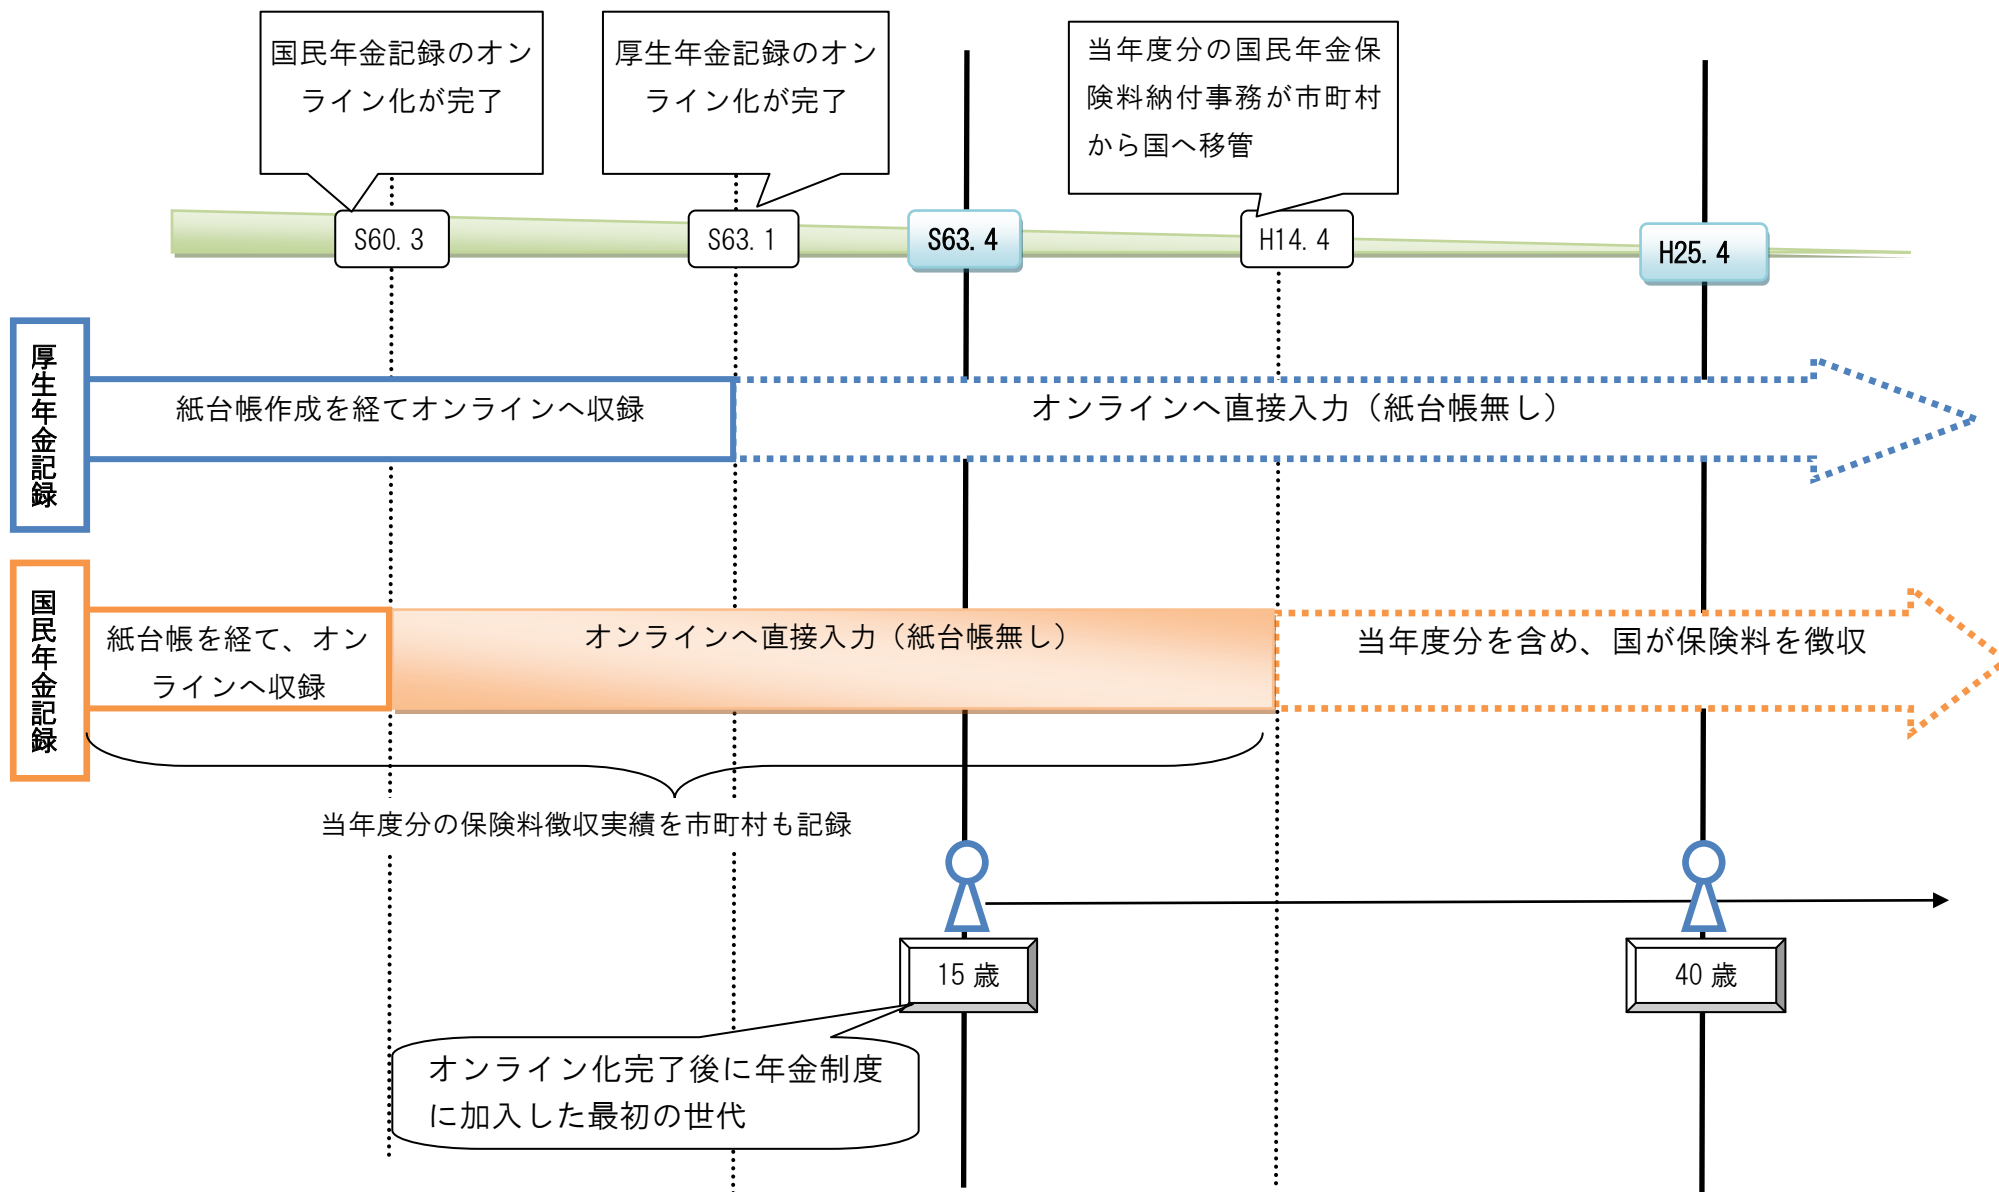 国民年金記録のオン
ライン化が完了
厚生年金記録のオン
ライン化が完了
当年度分の国民年金保
険料納付事務が市町村
から国へ移管
S60.3
S63.1
S63.4
H14.4
H25.4
厚生年金記録
紙台帳作成を経てオンラインへ収録
オンラインへ直接入力（紙台帳無し）
国民年金記録
紙台帳を経て、オン
ラインへ収録
オンラインへ直接入力（紙台帳無し）
当年度分を含め、国が保険料を徴収
当年度分の保険料徴収実績を市町村も記録
15 歳
40 歳
オンライン化完了後に年金制度
に加入した最初の世代